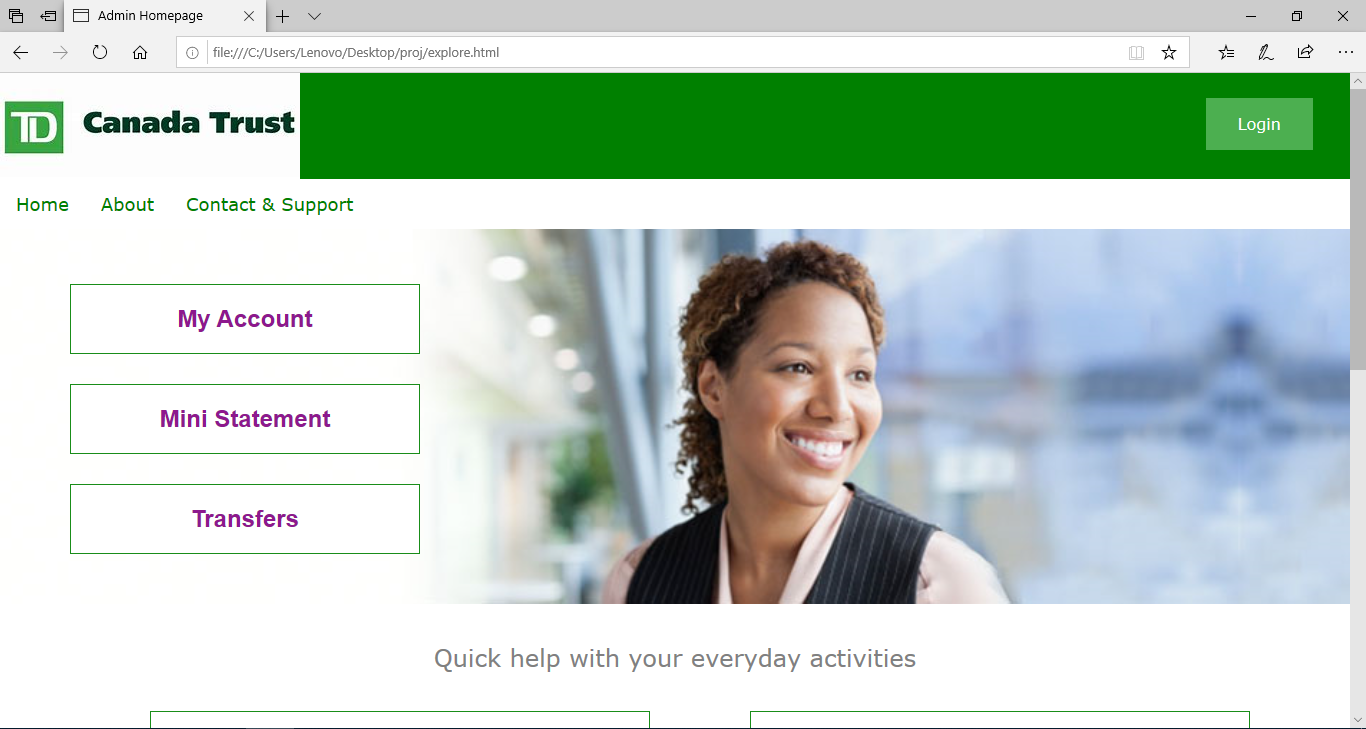 Admin Homepage
file:///C:/Users/Lenovo/Desktop/proj/explore.html
TD Canada Trust
Login
Home About Contact & Support
My Account
Mini Statement
Transfers
Quick help with your everyday activities